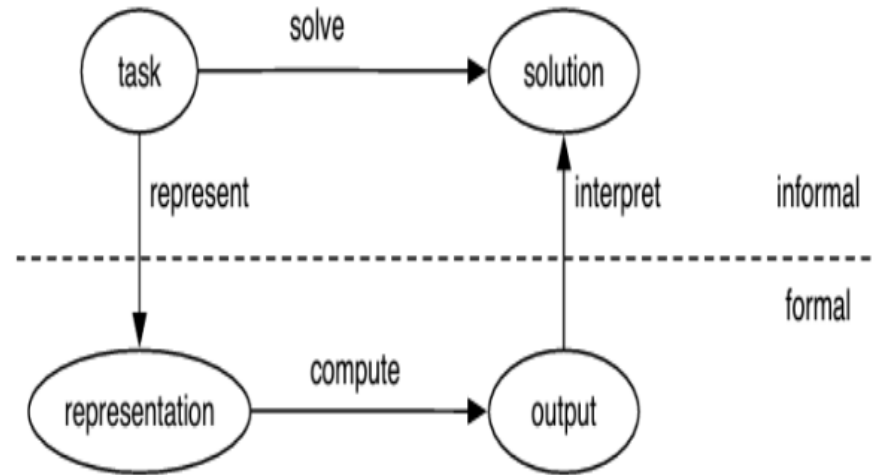 solve
task
solution
represent
interpret
informal
formal
compute
representation
output